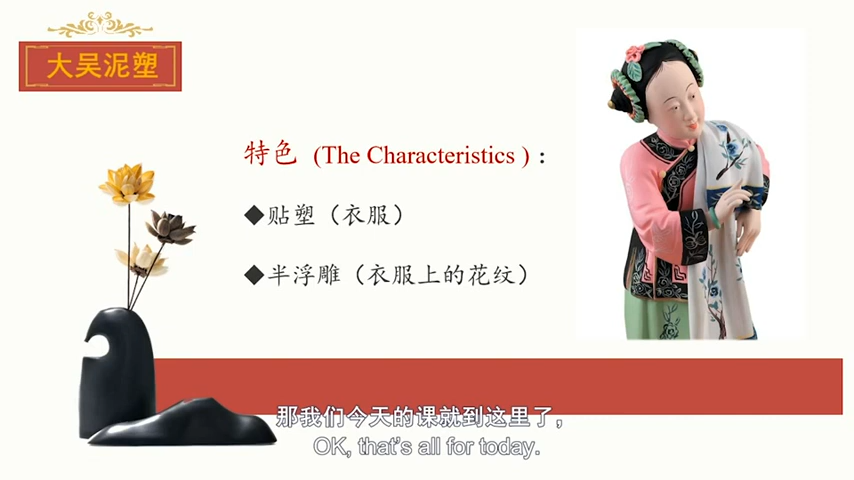 大吴泥塑
特色 (The Characteristics ) :
◆贴塑（衣服）
◆半浮雕（衣服上的花纹）
那我们今天的课就到这里了，
OK, that's all for today.